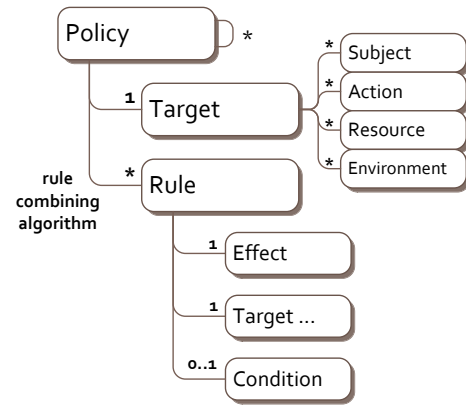 Policy
*
1
Target
*
Subject
*
Action
*
Resource
*
Environment
rule
combining
algorithm
*
Rule
1
Effect
1
Target ...
0..1
Condition